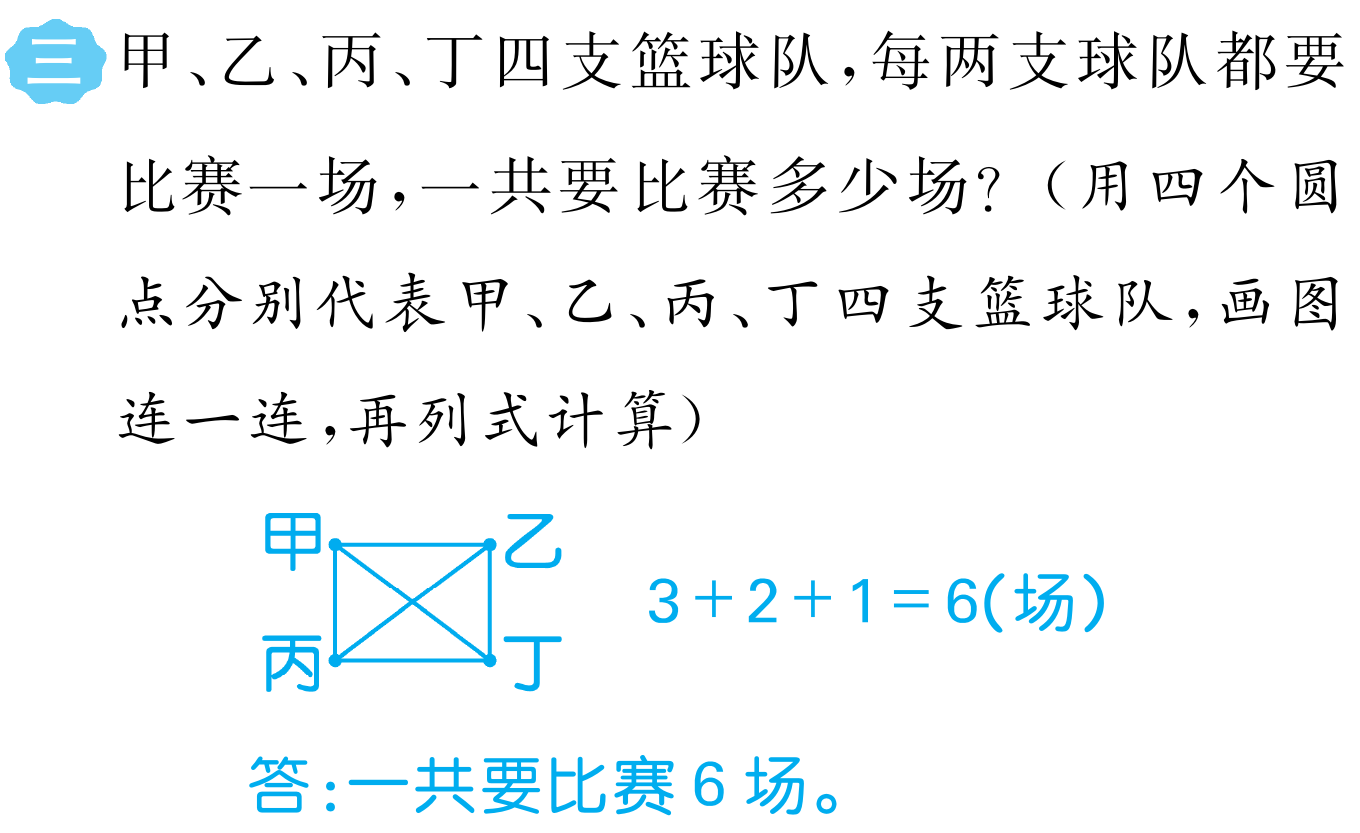 三 甲、乙、丙、丁四支篮球队,每两支球队都要
比赛一场,一共要比赛多少场?(用四个圆
点分别代表甲、乙、丙、丁四支篮球队,画图
连一连,再列式计算)
甲 乙
3+2+1=6(场)
丙 丁
答:一共要比赛6场。